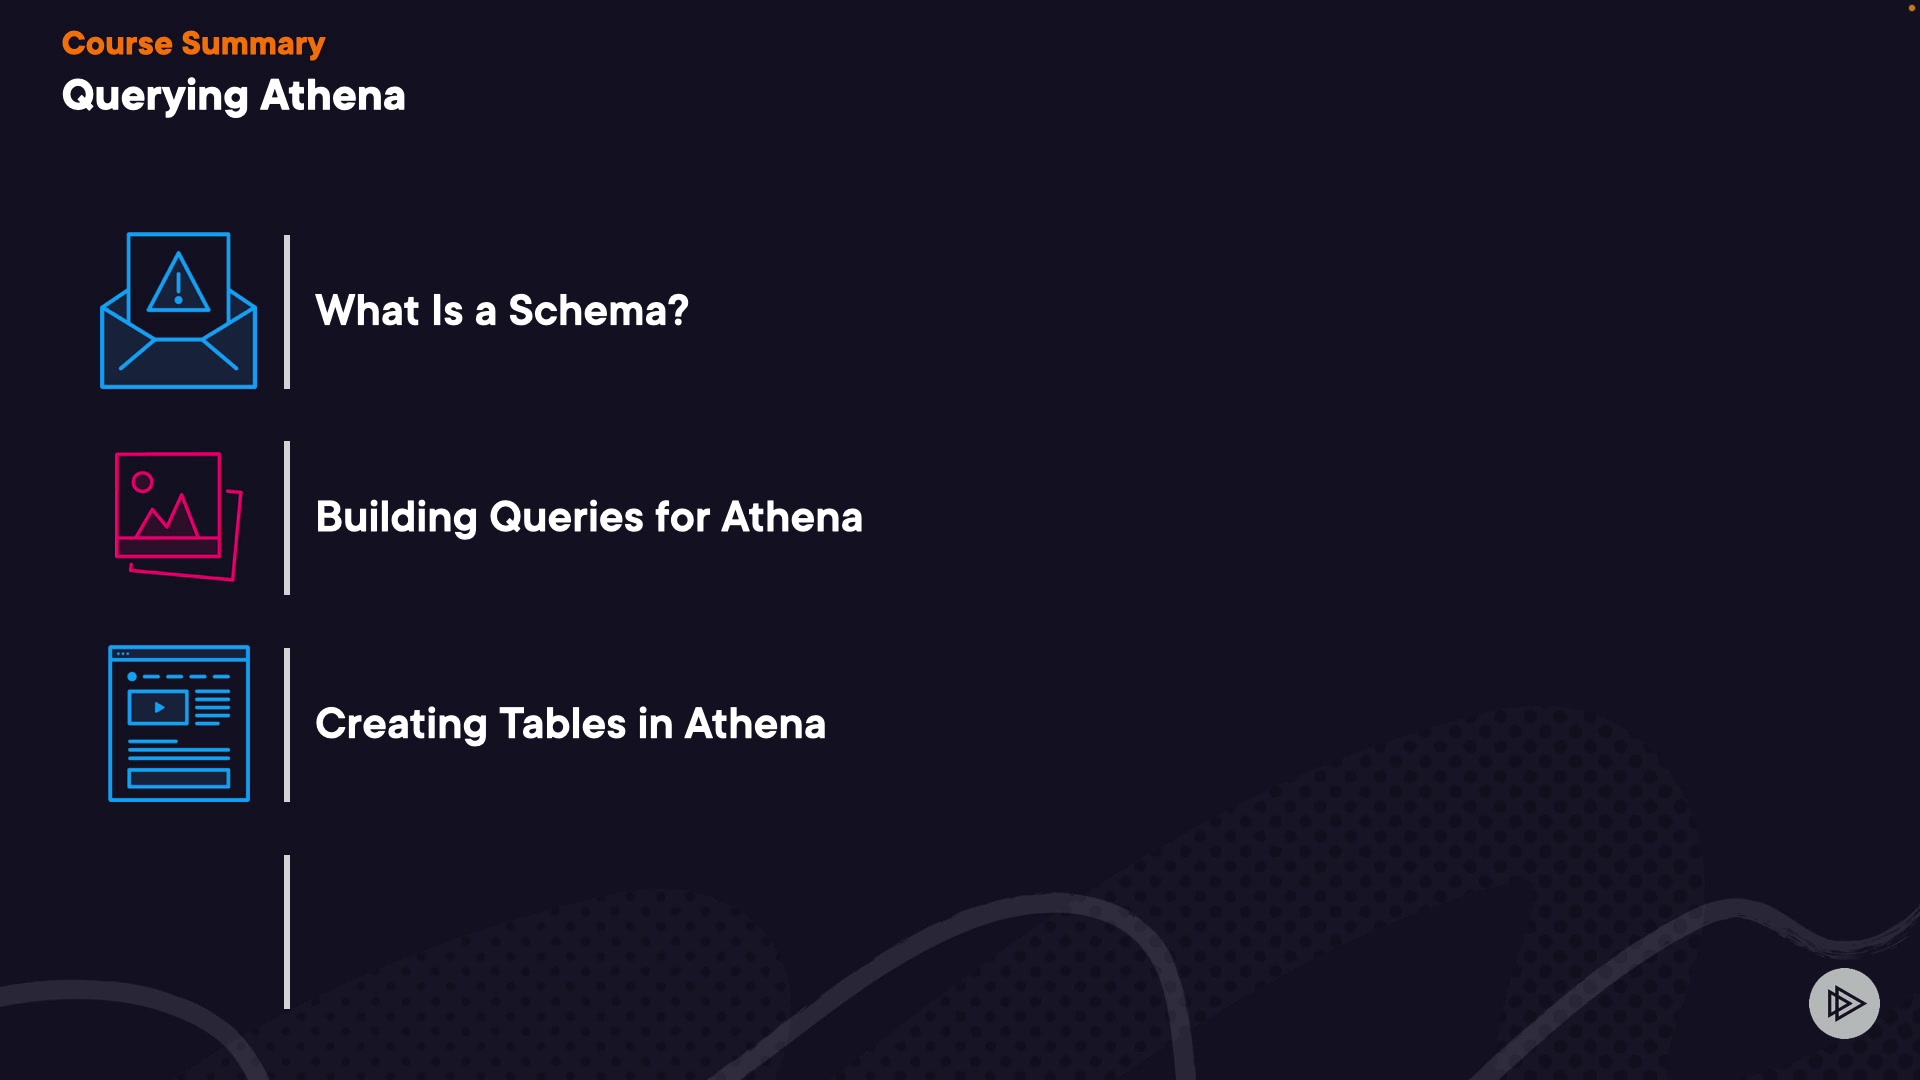 Course Summary
Querying Athena
What Is a Schema?
Building Queries for Athena
Creating Tables in Athena